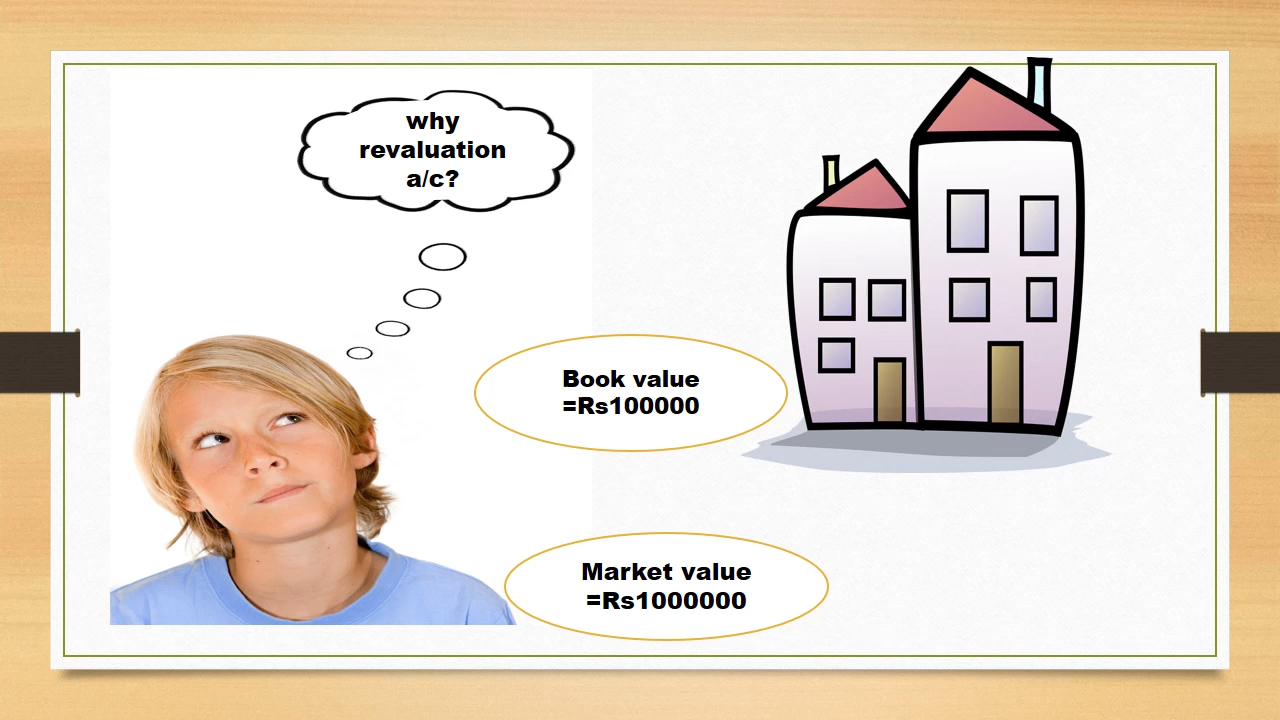 why
revaluation
a/c?
Book value
=Rs100000
Market value
=Rs1000000